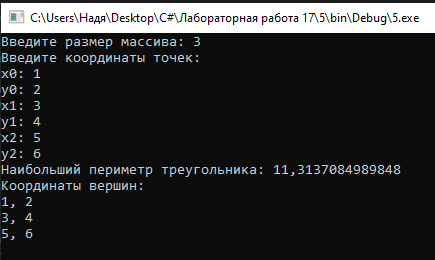 C:\Users\Надя\Desktop\C#\Лабораторная работа 17\5\bin\Debug\5.exe
Введите размер массива: 3
Введите координаты точек:
x0: 1
y0: 2
x1: 3
y1: 4
x2: 5
y2: 6
Наибольший периметр треугольника: 11,3137084989848
Координаты вершин:
1, 2
3, 4
5, 6